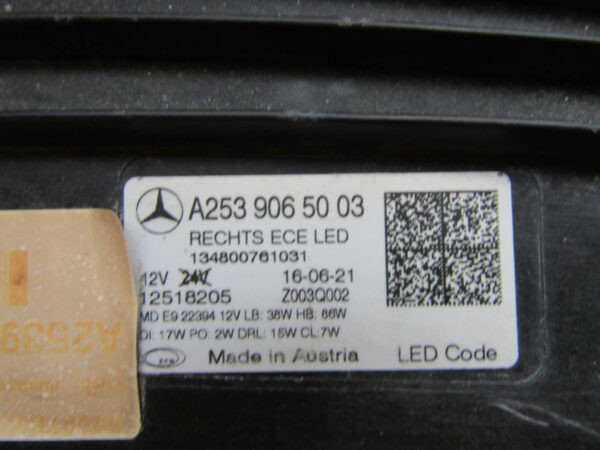 A253 906 50 03
RECHTS ECE LED
134800761031
12V 24V 16-06-21
12518205 Z003Q002
MD E9 22394 12V LB: 38W HB: 86W
DI: 17W PO: 2W DRL: 15W CL:7W
Made in Austria LED Code
A2539